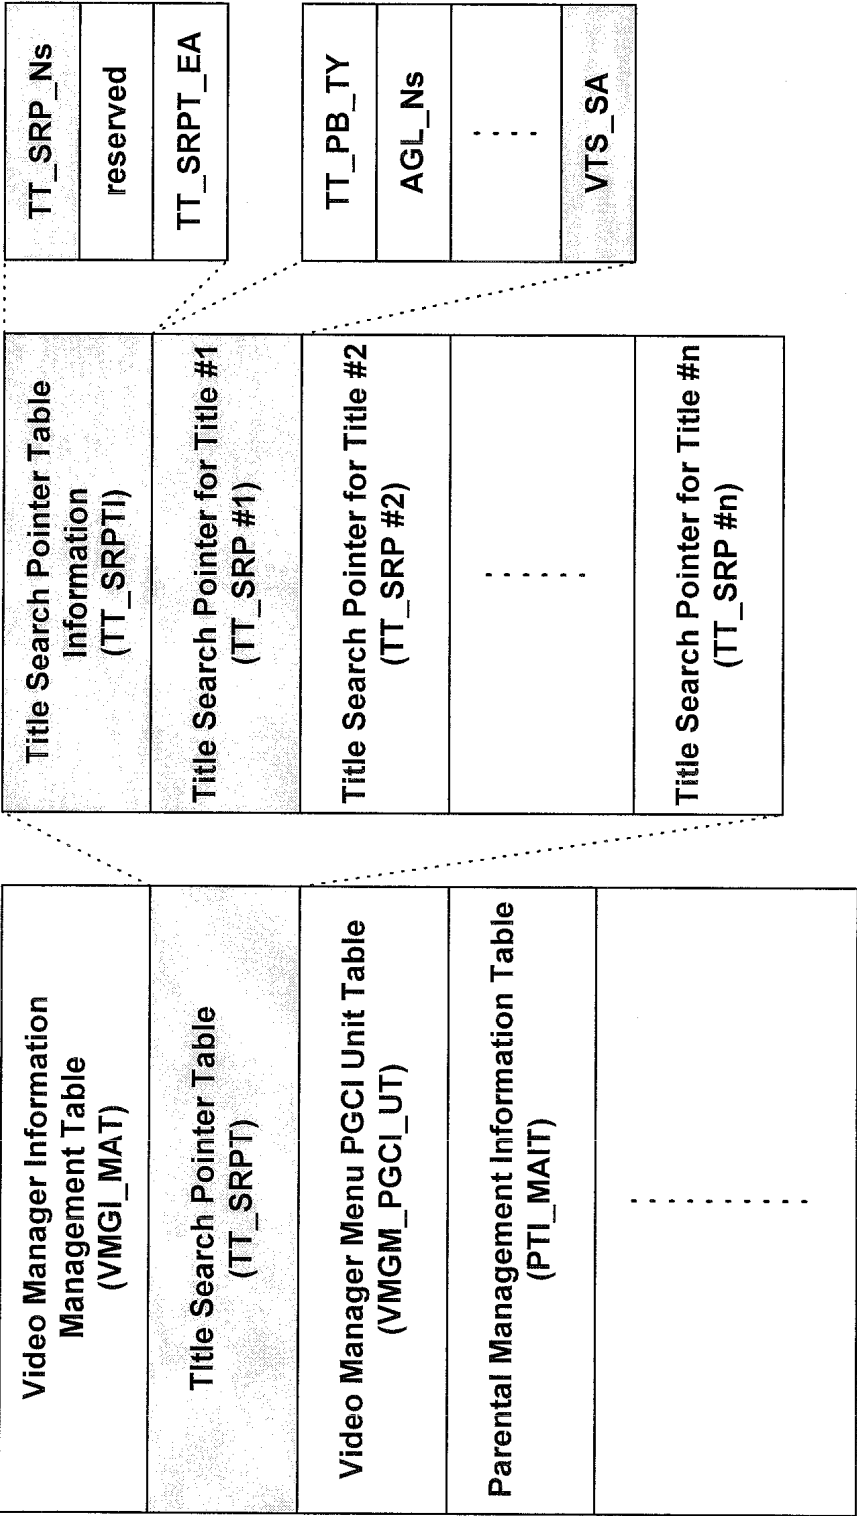 Video Manager Information
Management Table
(VMGI_MAT)
Title Search Pointer Table
(TT_SRPT)
Video Manager Menu PGCI Unit Table
(VMGM_PGCI_UT)
Parental Management Information Table
(PTI_MAIT)
. . . . . . . . . .
Title Search Pointer Table
Information
(TT_SRPTI)
Title Search Pointer for Title #1
(TT_SRP #1)
Title Search Pointer for Title #2
(TT_SRP #2)
. . . . . .
Title Search Pointer for Title #n
(TT_SRP #n)
TT_SRP_Ns
reserved
TT_SRPT_EA
TT_PB_TY
AGL_Ns
. . . .
VTS_SA